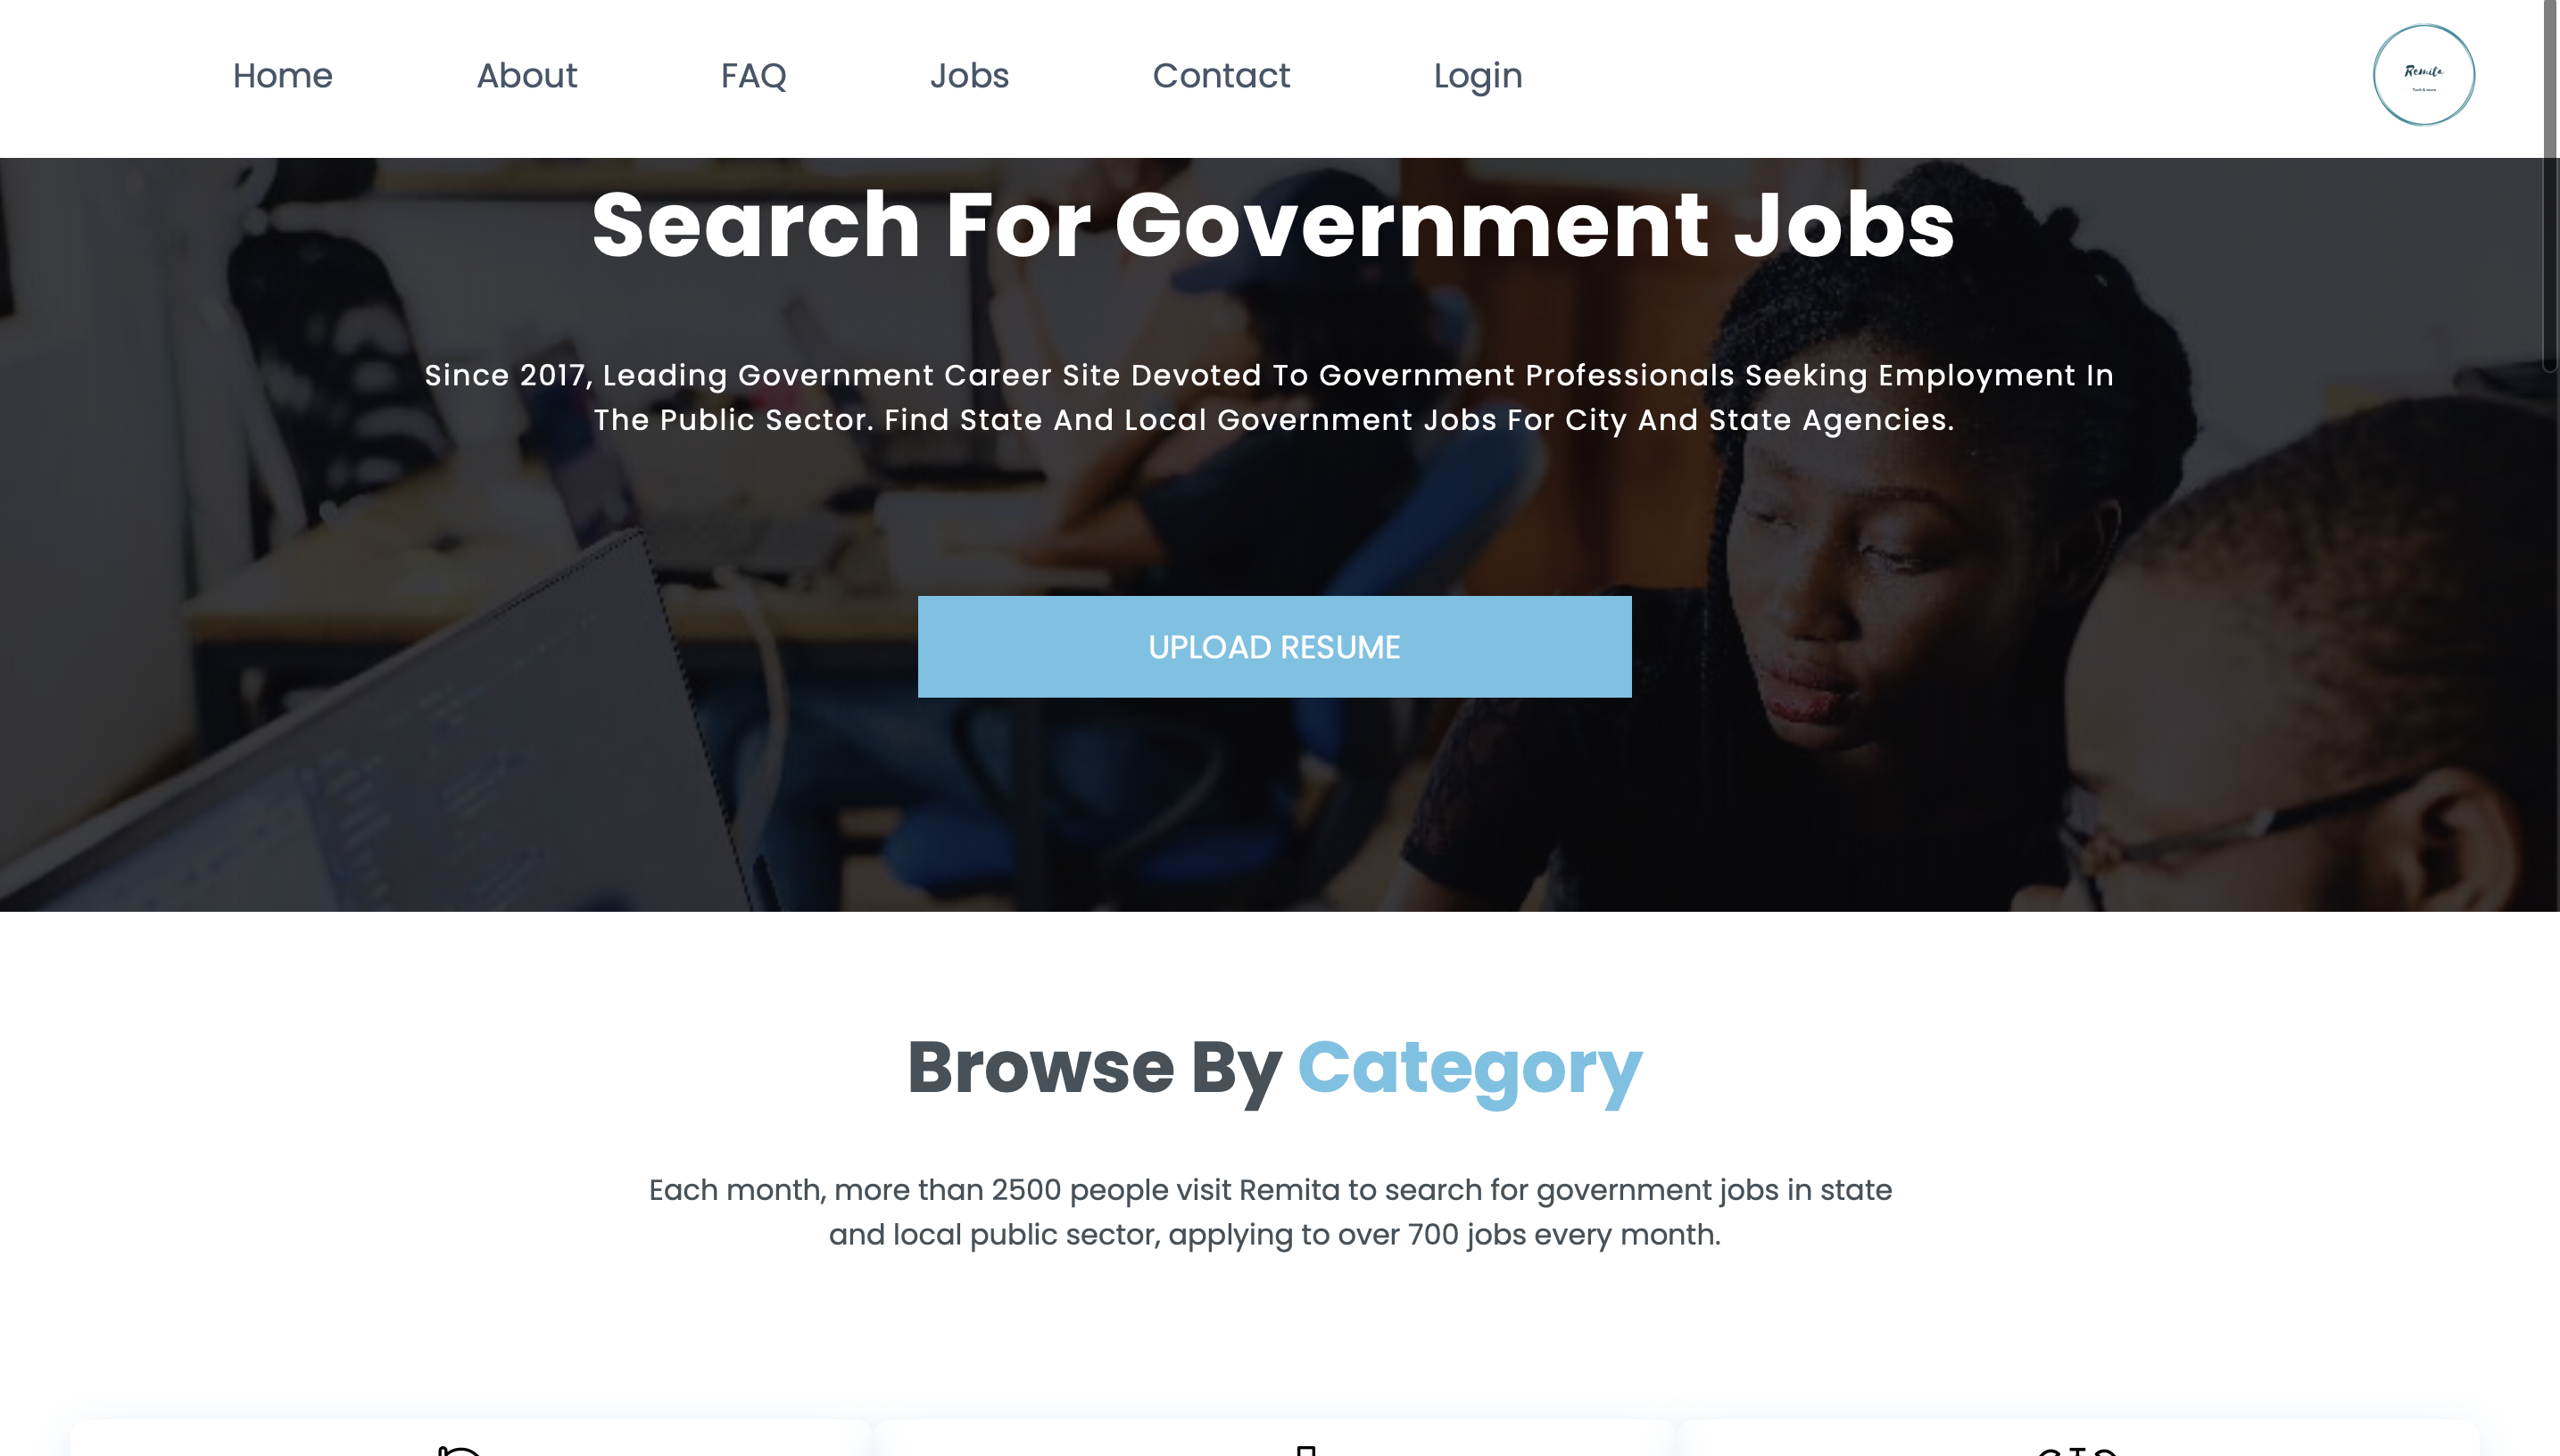 Home About FAQ Jobs Contact Login
Remita
Search For Government Jobs
Since 2017, Leading Government Career Site Devoted To Government Professionals Seeking Employment In
The Public Sector. Find State And Local Government Jobs For City And State Agencies.
UPLOAD RESUME
Browse By Category
Each month, more than 2500 people visit Remita to search for government jobs in state
and local public sector, applying to over 700 jobs every month.